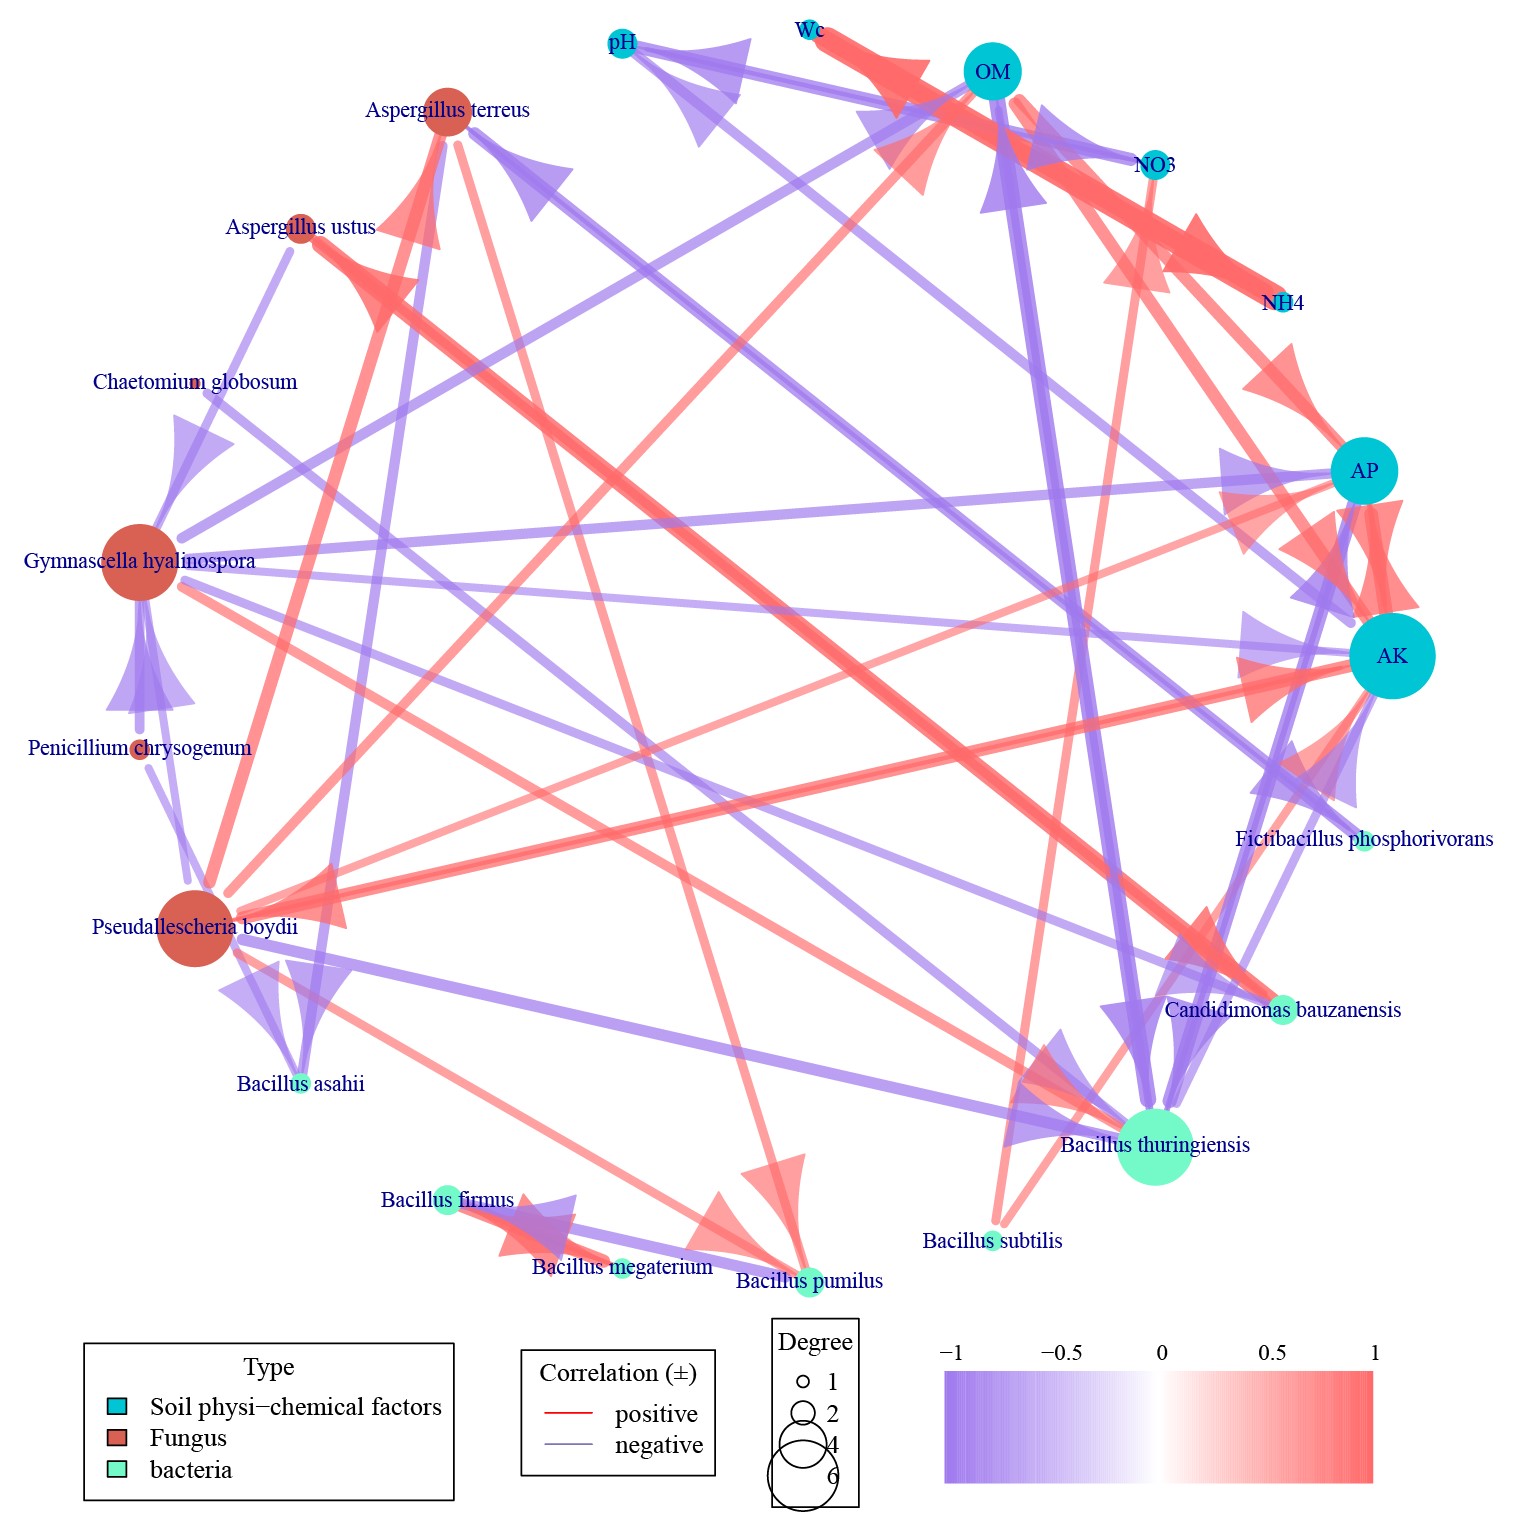 Wc
pH
OM
Aspergillus terreus
NO3
Aspergillus ustus
NH4
Chaetomium globosum
AP
Gymnascella hyalinospora
AK
Penicillium chrysogenum
Fictibacillus phosphorivorans
Pseudallescheria boydii
Candidimonas bauzanensis
Bacillus asahii
Bacillus thuringiensis
Bacillus firmus
Bacillus subtilis
Bacillus megaterium
Bacillus pumilus
Type
Soil physi−chemical factors
Fungus
bacteria
Correlation (±)
positive
negative
Degree
1
2
4
6
−1 −0.5 0 0.5 1